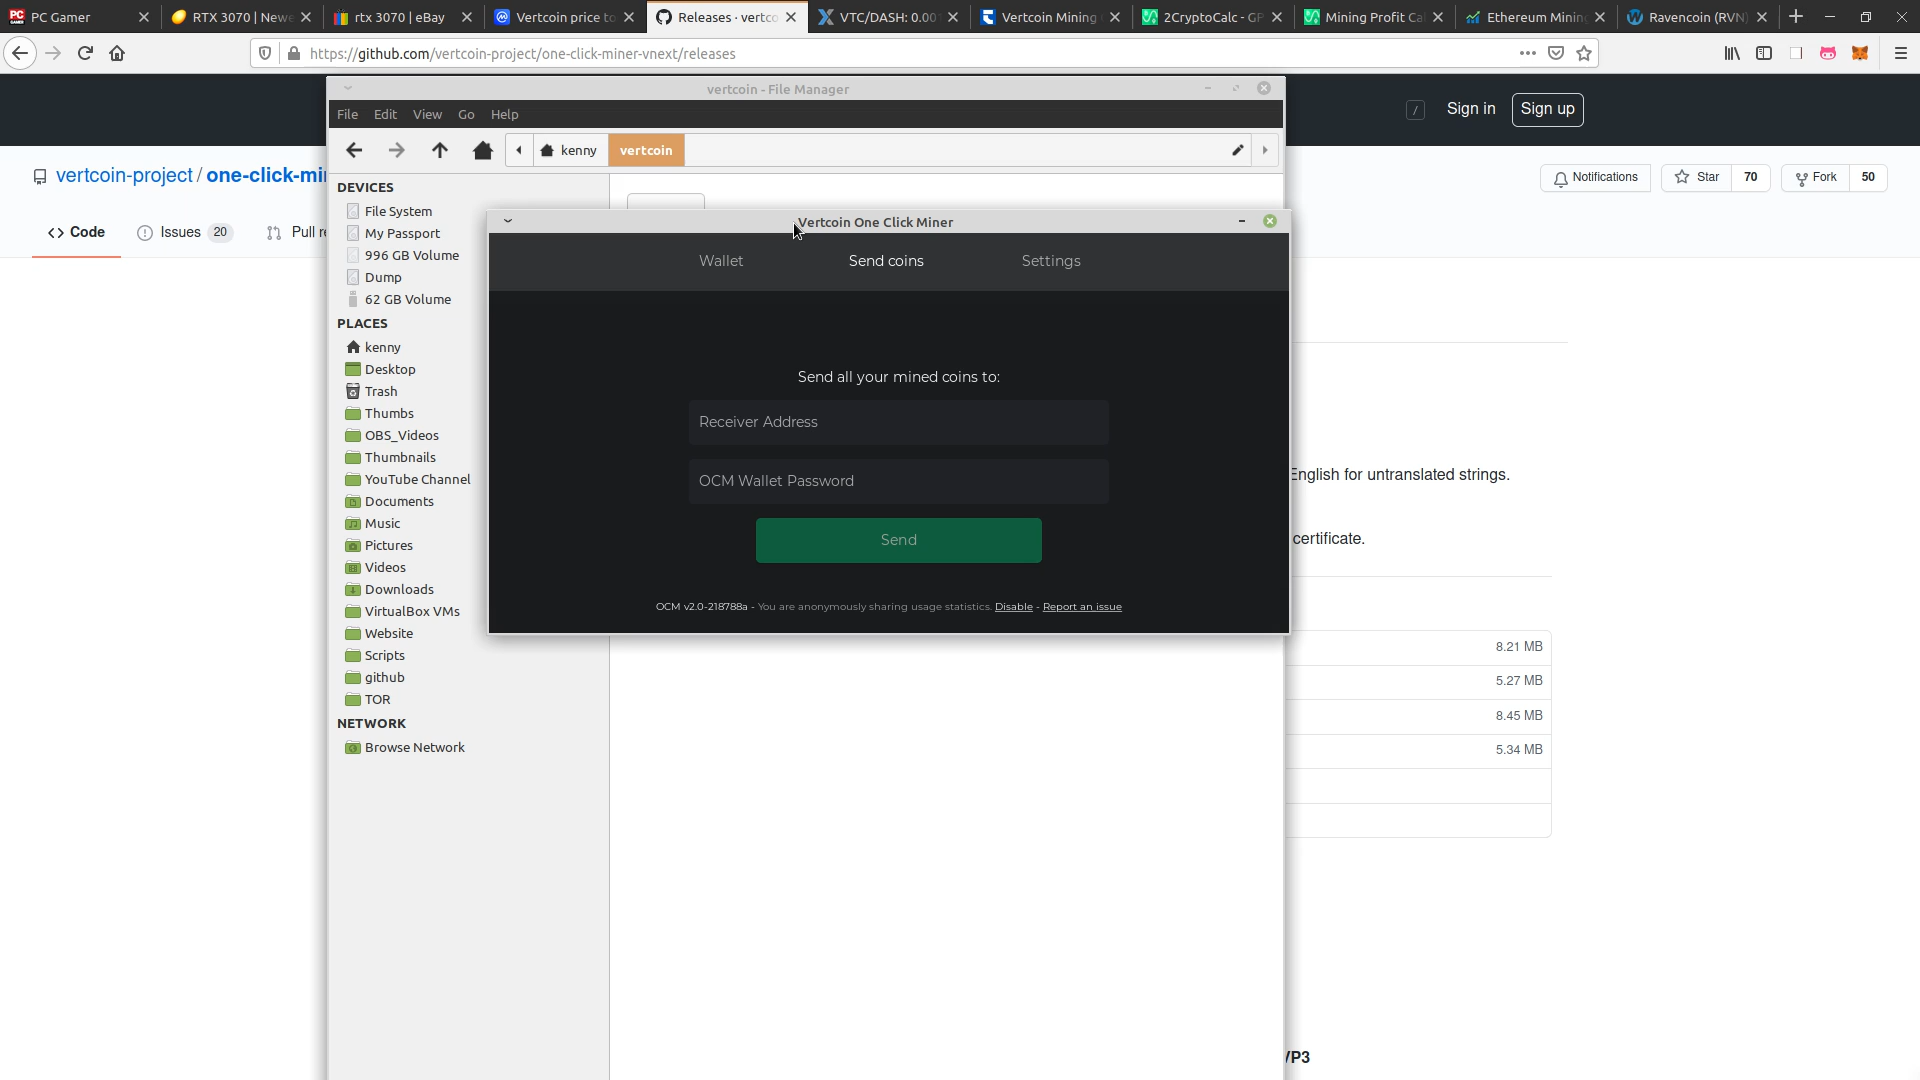 PC Gamer
RTX 3070 | Newe
rtx 3070 | eBay
Vertcoin price to
Releases · vertco
VTC/DASH: 0.00
Vertcoin Mining
2CryptoCalc - GP
Mining Profit Ca
Ethereum Mining
Ravencoin (RVN)
https://github.com/vertcoin-project/one-click-miner-vnext/releases
vertcoin - File Manager
File Edit View Go Help
/ Sign in Sign up
kenny vertcoin
vertcoin-project / one-click-mi
Notifications Star 70 Fork 50
Code Issues 20 Pull r
DEVICES
File System
My Passport
996 GB Volume
Dump
62 GB Volume
PLACES
kenny
Desktop
Trash
Thumbs
OBS_Videos
Thumbnails
YouTube Channel
Documents
Music
Pictures
Videos
Downloads
VirtualBox VMs
Website
Scripts
github
TOR
NETWORK
Browse Network
Vertcoin One Click Miner
Wallet Send coins Settings
Send all your mined coins to:
Receiver Address
OCM Wallet Password
Send
OCM v2.0-218788a - You are anonymously sharing usage statistics. Disable - Report an issue
English for untranslated strings.
certificate.
8.21 MB
5.27 MB
8.45 MB
5.34 MB
VP3